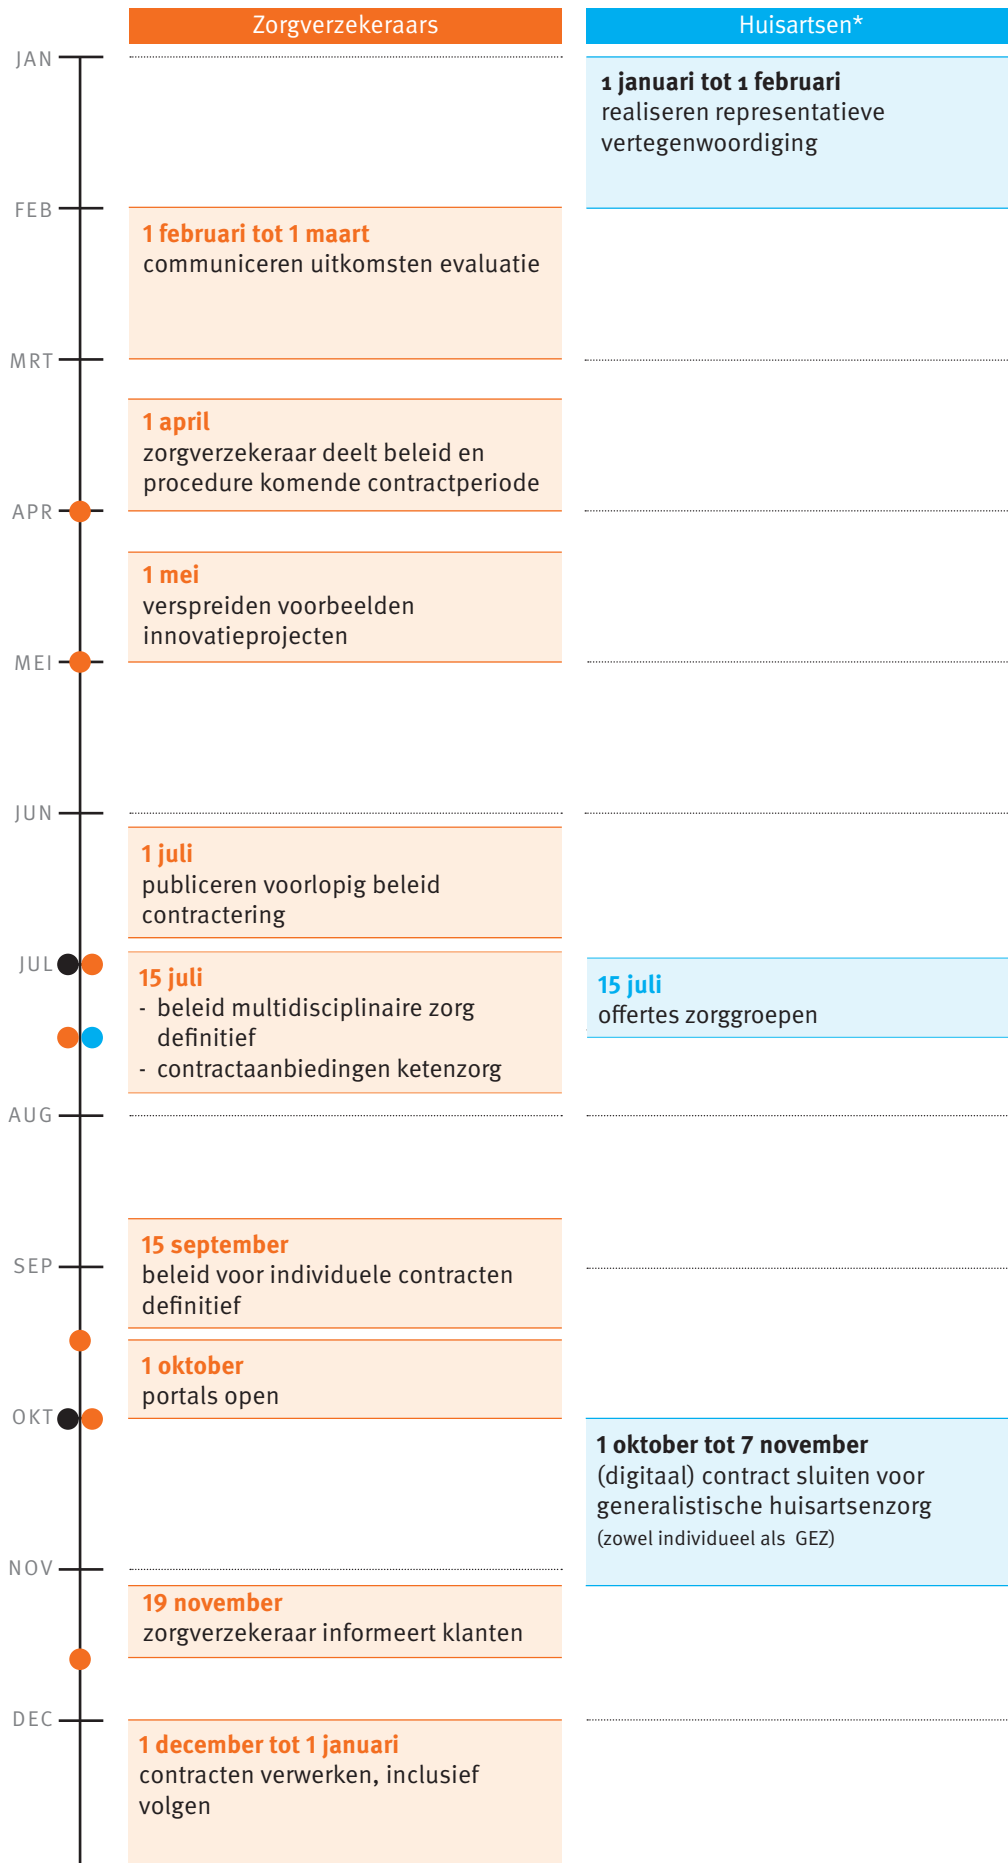 Zorgverzekeraars
Huisartsen*
JAN
1 januari tot 1 februari
realiseren representatieve
vertegenwoordiging
FEB
1 februari tot 1 maart
communiceren uitkomsten evaluatie
MRT
1 april
zorgverzekeraar deelt beleid en
procedure komende contractperiode
APR
1 mei
verspreiden voorbeelden
innovatieprojecten
MEI
JUN
1 juli
publiceren voorlopig beleid
contractering
JUL
15 juli
- beleid multidisciplinaire zorg
definitief
- contractaanbiedingen ketenzorg
15 juli
offertes zorggroepen
AUG
15 september
beleid voor individuele contracten
definitief
SEP
1 oktober
portals open
OKT
1 oktober tot 7 november
(digitaal) contract sluiten voor
generalistische huisartsenzorg
(zowel individueel als GEZ)
NOV
19 november
zorgverzekeraar informeert klanten
DEC
1 december tot 1 januari
contracten verwerken, inclusief
volgen